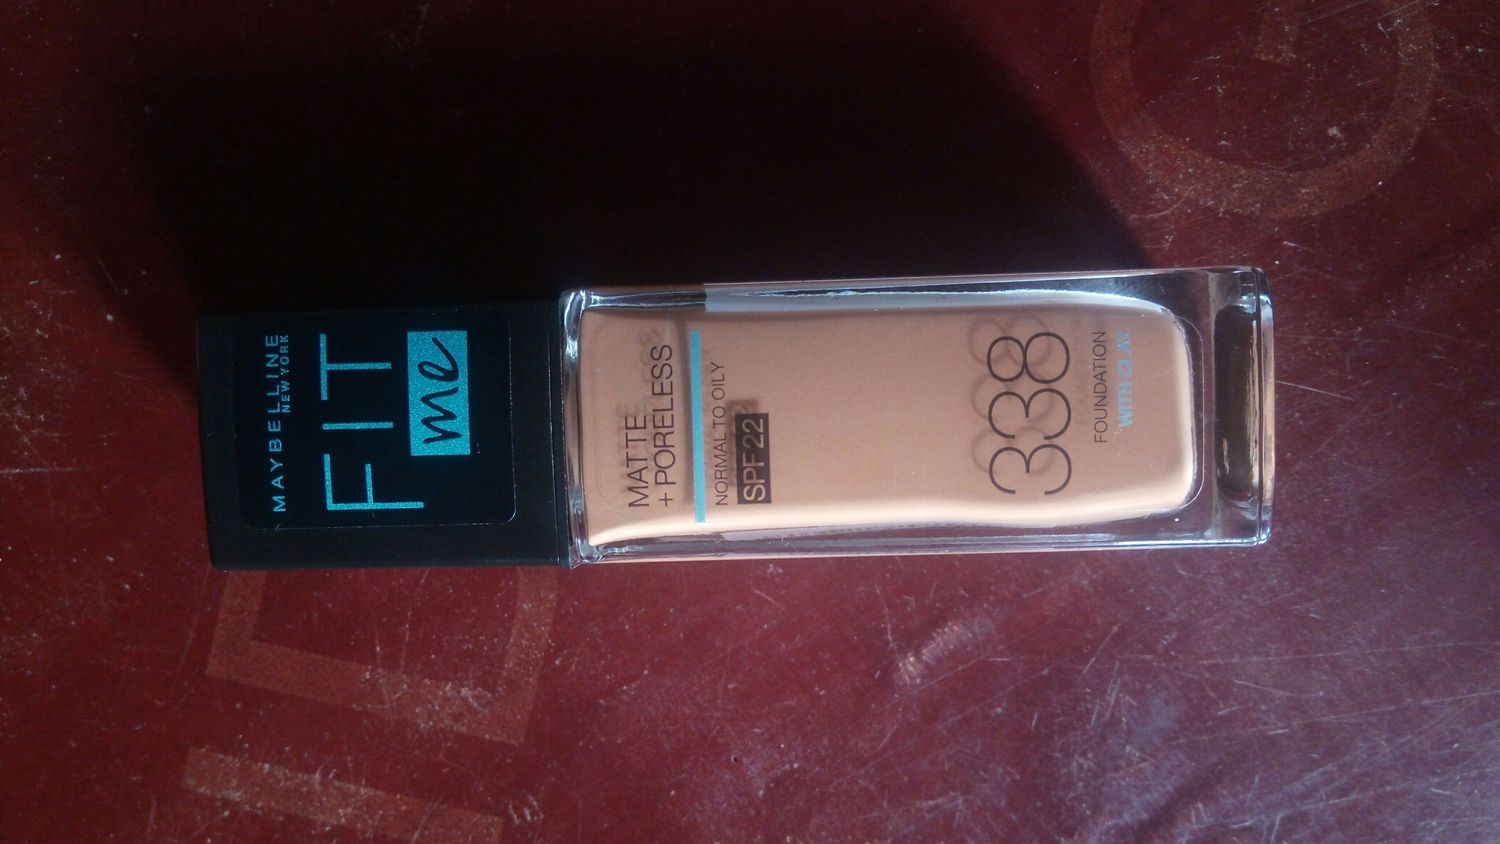 MAYBELLINE
NEW YORK
FIT
me
MATTE
+ PORELESS
NORMAL TO OILY
SPF 22
338
FOUNDATION
WITH CLAY